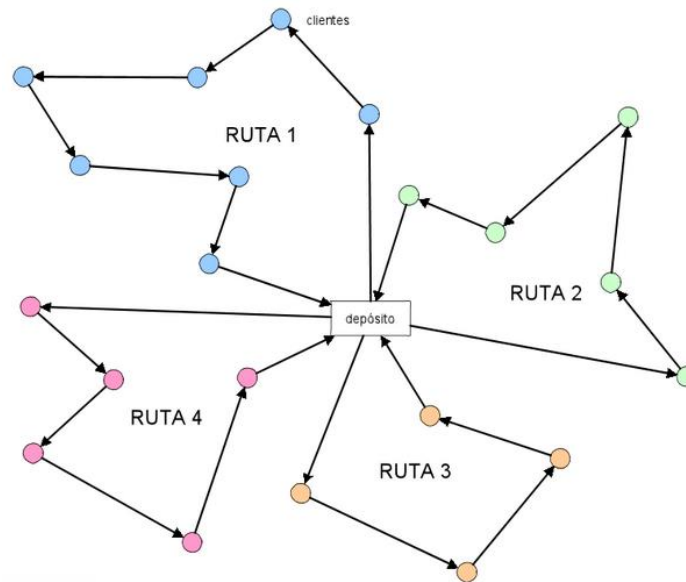 clientes
RUTA 1
RUTA 2
depósito
RUTA 4
RUTA 3